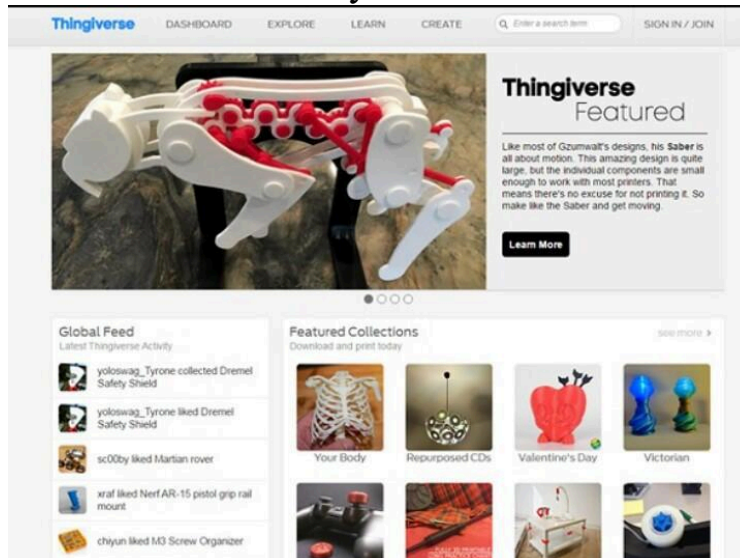 Thingiverse
DASHBOARD
EXPLORE
LEARN
CREATE
Enter a search term
SIGN IN / JOIN
Thingiverse
Featured
Like most of Gzumwalt's designs, his Saber is
all about motion. This amazing design is quite
large, but the individual components are small
enough to work with most printers. That
means there's no excuse for not printing it. So
make like the Saber and get moving.
Learn More
Global Feed
Latest Thingiverse Activity
yoloswag_Tyrone collected Dremel
Safety Shield
yoloswag_Tyrone liked Dremel
Safety Shield
sc00by liked Martian rover
xraf liked Nerf AR-15 pistol grip rail
mount
chiyun liked M3 Screw Organizer
Featured Collections
see more >
Download and print today
Your Body
Repurposed CDs
Valentine's Day
Victorian